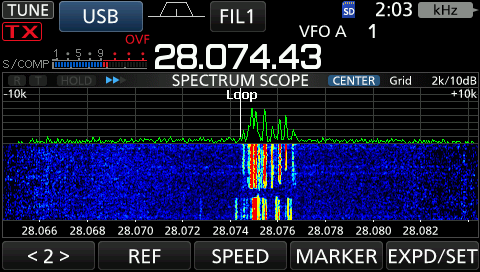 TUNE USB FIL1 SD 2:03 kHz
TX VFO A 1
OVF
1 5 9
S/COMP 28.074.43
R T HOLD SPECTRUM SCOPE CENTER Grid 2k/10dB
-10k Loop +10k
28.066 28.068 28.070 28.072 28.074 28.076 28.078 28.080 28.082
< 2 > REF SPEED MARKER EXPD/SET